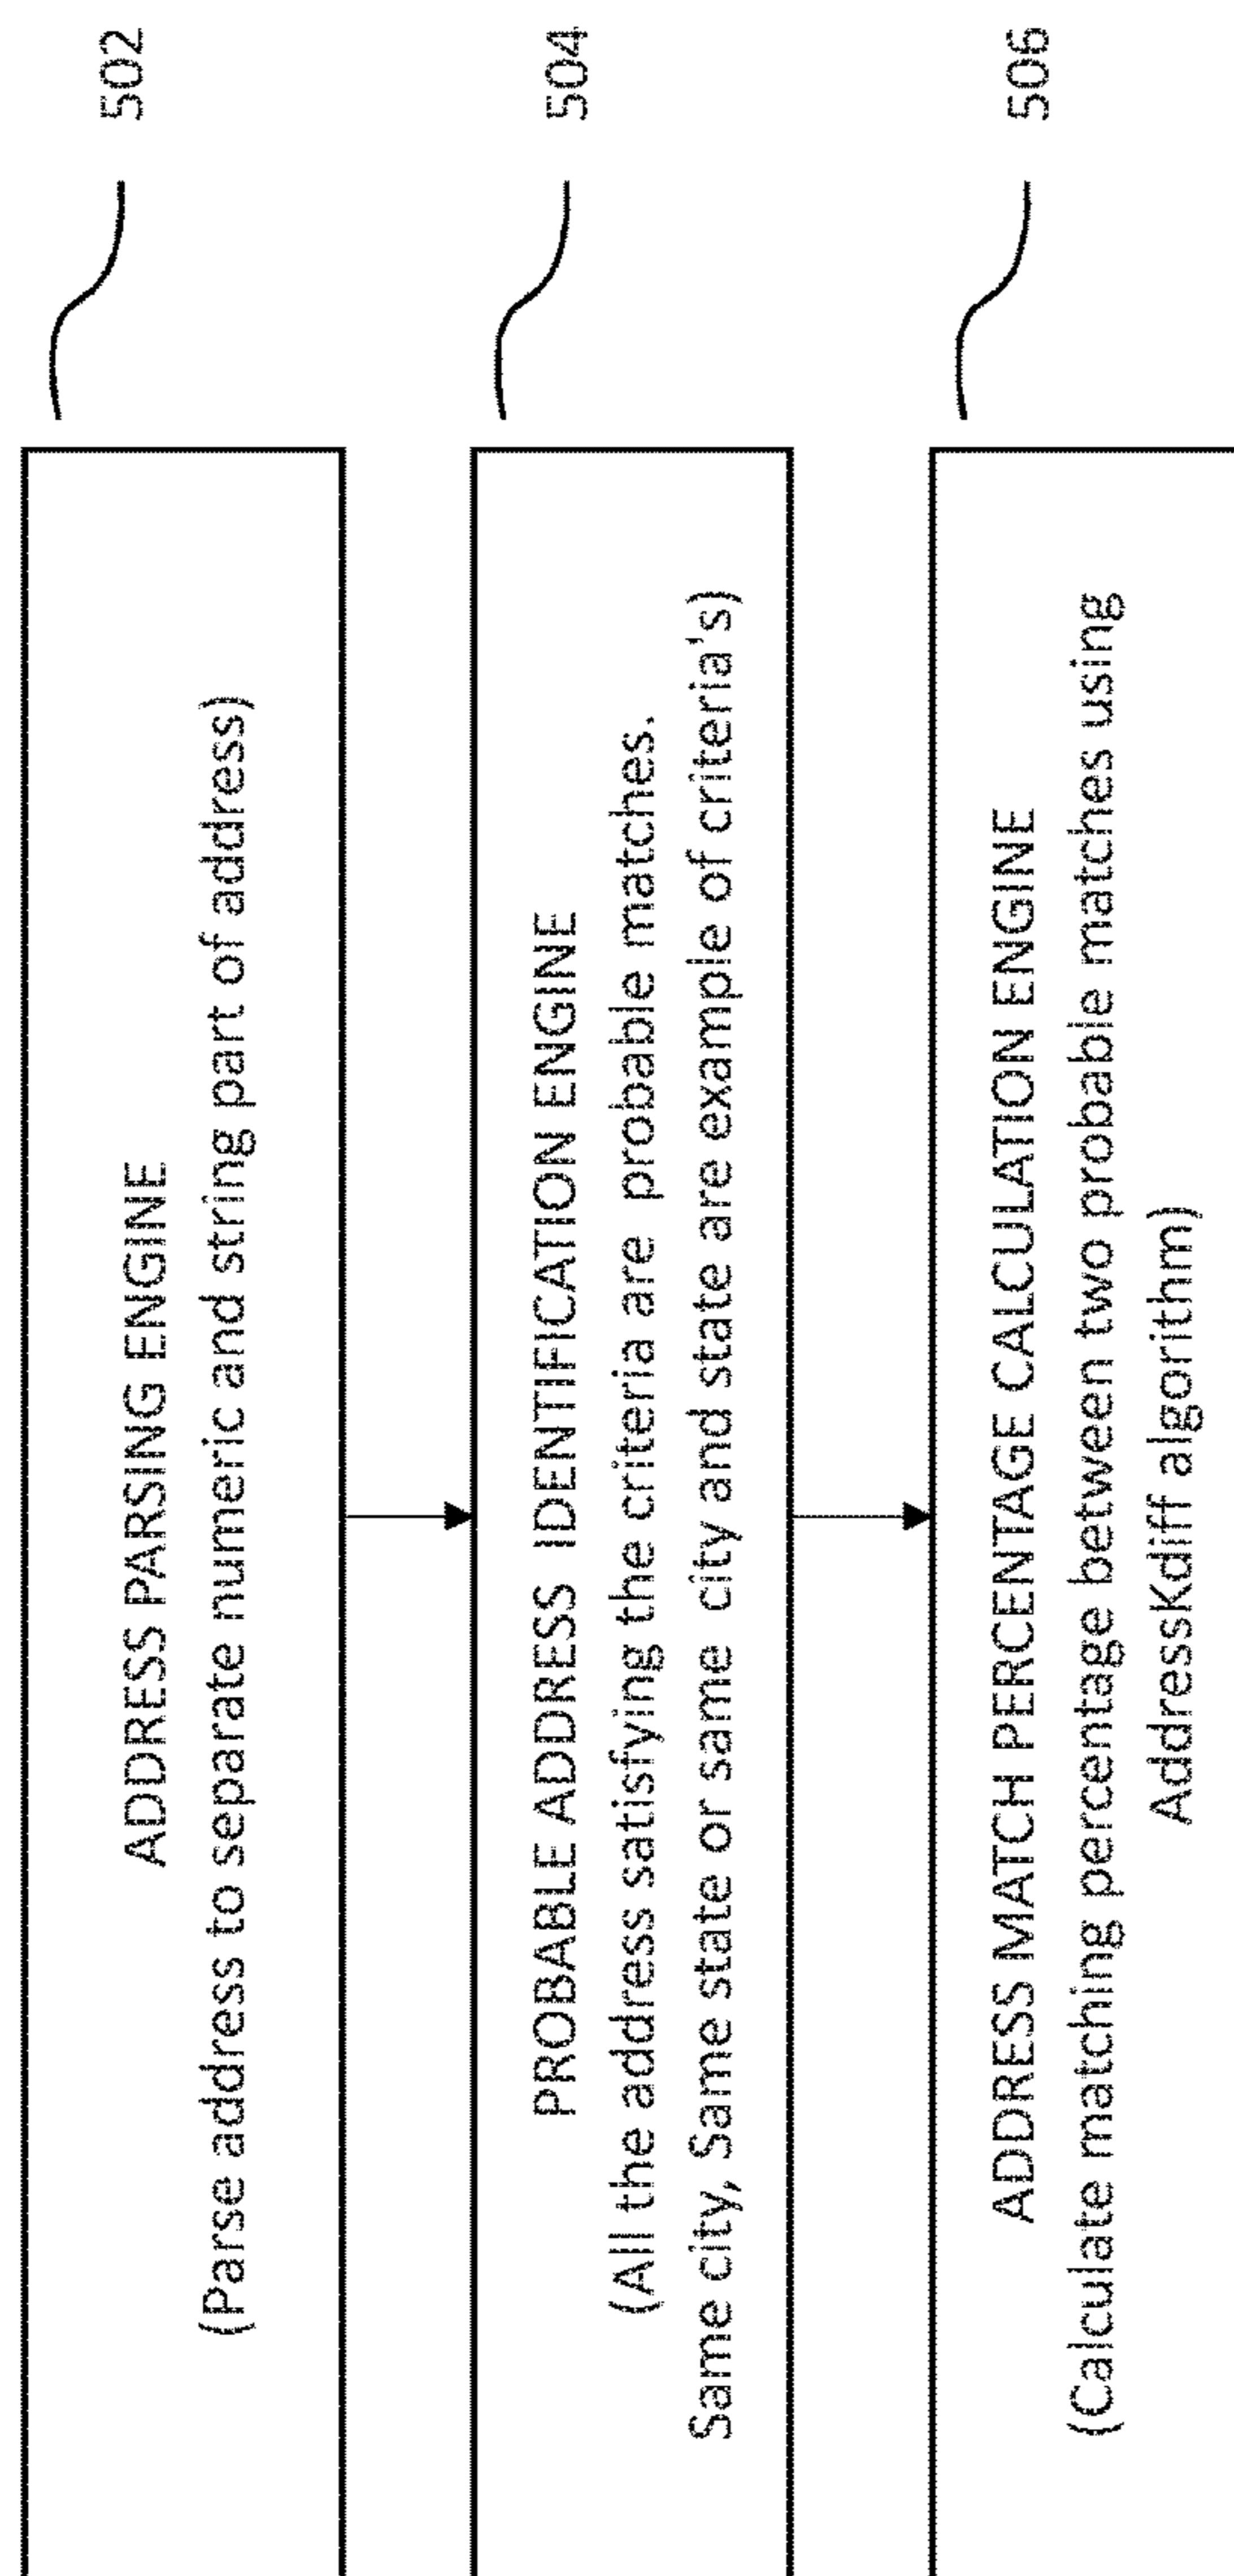 502
ADDRESS PARSING ENGINE
(Parse address to separate numeric and string part of address)
504
PROBABLE ADDRESS IDENTIFICATION ENGINE
(All the address satisfying the criteria are probable matches.
Same city, Same state or same city and state are example of criteria's)
506
ADDRESS MATCH PERCENTAGE CALCULATION ENGINE
(Calculate matching percentage between two probable matches using
AddressKdiff algorithm)